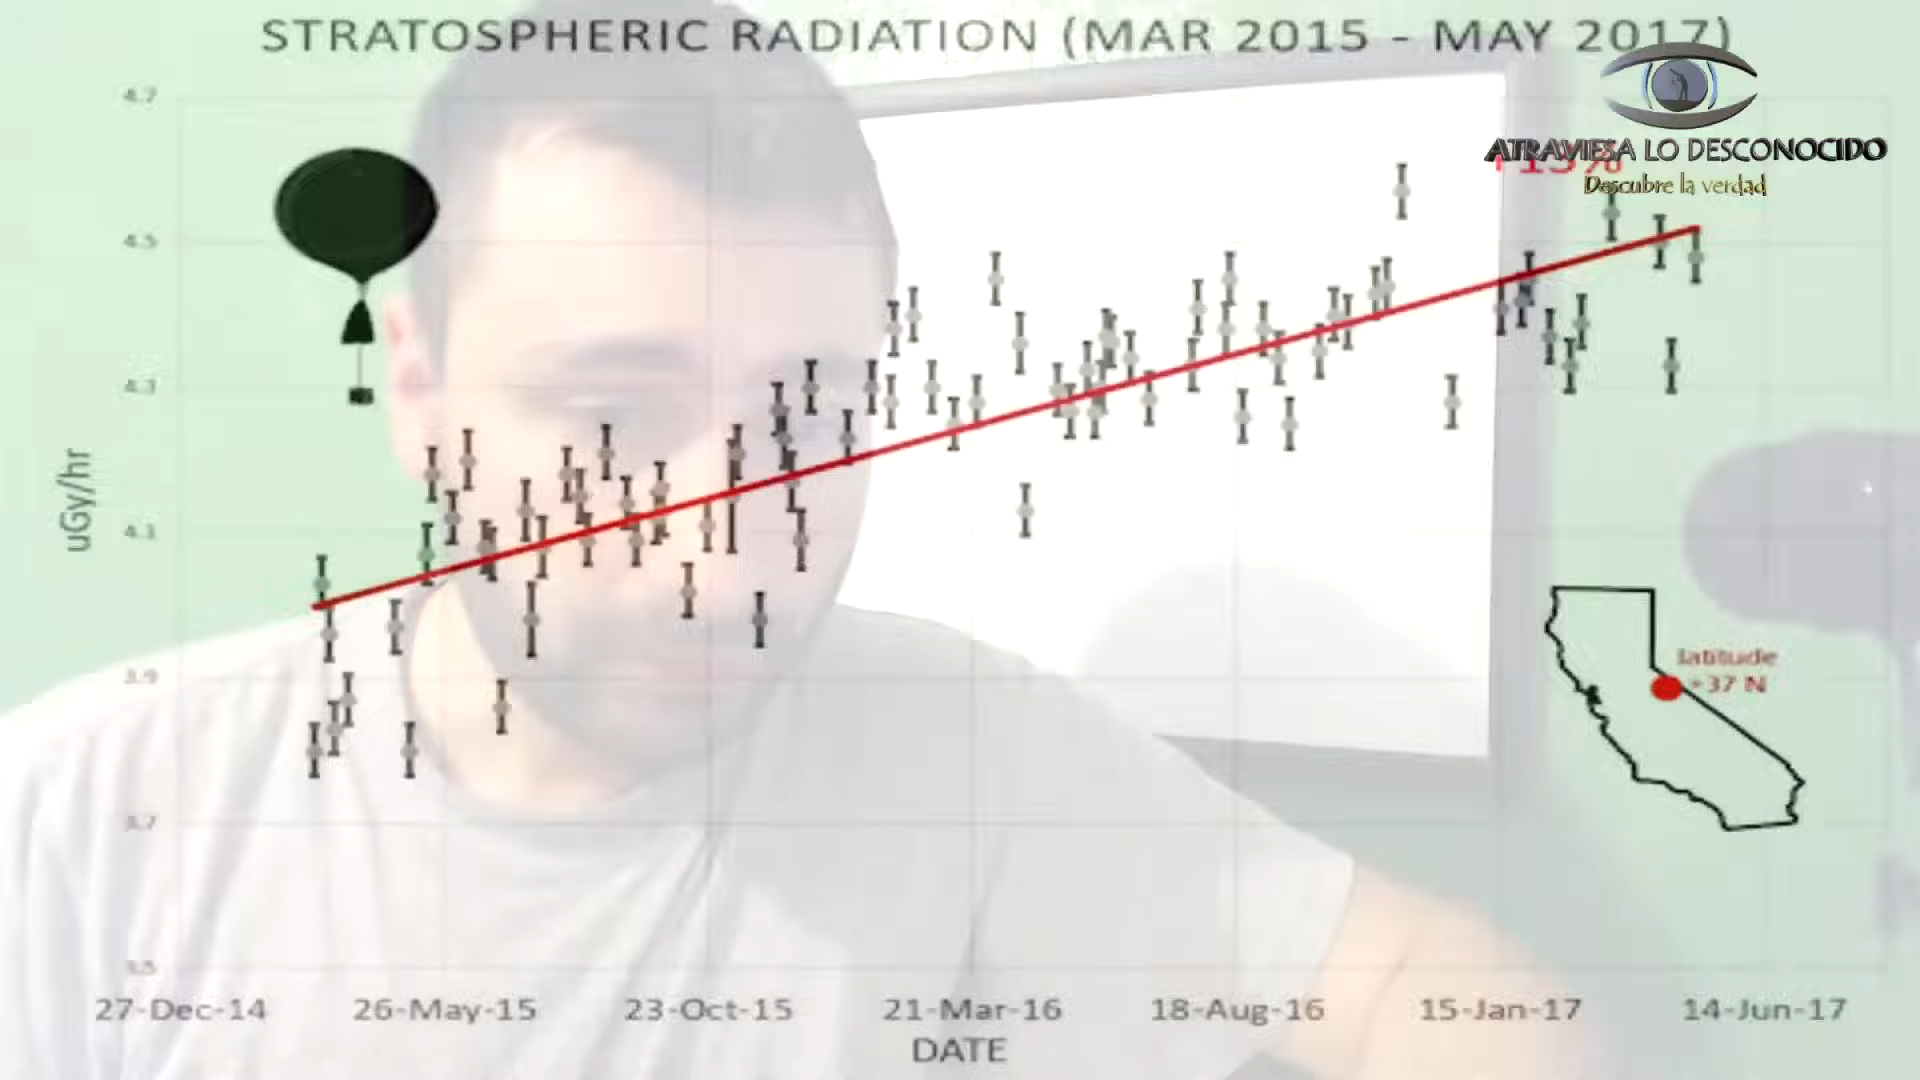 STRATOSPHERIC RADIATION (MAR 2015 - MAY 2017)
4.7
ATRAVIESA LO DESCONOCIDO
Descubre la verdad
4.5
4.3
uGy/hr
4.1
latitude
+37 N
3.9
3.7
3.5
27-Dec-14 26-May-15 23-Oct-15 21-Mar-16 18-Aug-16 15-Jan-17 14-Jun-17
DATE